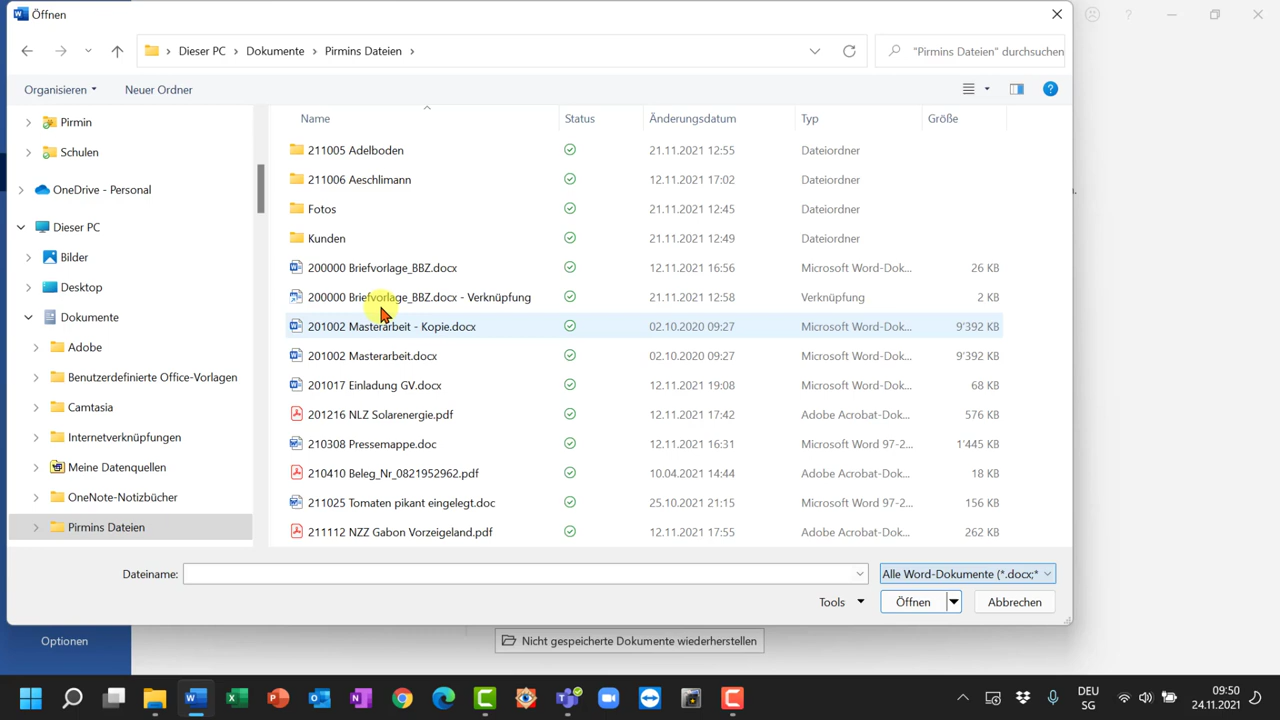 Öffnen
Dieser PC > Dokumente > Pirmins Dateien >
"Pirmins Dateien" durchsuchen
Organisieren
Neuer Ordner
Name Status Änderungsdatum Typ Größe
Pirmin
Schulen
OneDrive - Personal
Dieser PC
Bilder
Desktop
Dokumente
Adobe
Benutzerdefinierte Office-Vorlagen
Camtasia
Internetverknüpfungen
Meine Datenquellen
OneNote-Notizbücher
Pirmins Dateien
211005 Adelboden 21.11.2021 12:55 Dateiordner
211006 Aeschlimann 12.11.2021 17:02 Dateiordner
Fotos 21.11.2021 12:45 Dateiordner
Kunden 21.11.2021 12:49 Dateiordner
200000 Briefvorlage_BBZ.docx 12.11.2021 16:56 Microsoft Word-Dok... 26 KB
200000 Briefvorlage_BBZ.docx - Verknüpfung 21.11.2021 12:58 Verknüpfung 2 KB
201002 Masterarbeit - Kopie.docx 02.10.2020 09:27 Microsoft Word-Dok... 9'392 KB
201002 Masterarbeit.docx 02.10.2020 09:27 Microsoft Word-Dok... 9'392 KB
201017 Einladung GV.docx 12.11.2021 19:08 Microsoft Word-Dok... 68 KB
201216 NLZ Solarenergie.pdf 12.11.2021 17:42 Adobe Acrobat-Dok... 576 KB
210308 Pressemappe.doc 12.11.2021 16:31 Microsoft Word 97-2... 1'445 KB
210410 Beleg_Nr_0821952962.pdf 10.04.2021 14:44 Adobe Acrobat-Dok... 18 KB
211025 Tomaten pikant eingelegt.doc 25.10.2021 21:15 Microsoft Word 97-2... 156 KB
211112 NZZ Gabon Vorzeigeland.pdf 12.11.2021 17:55 Adobe Acrobat-Dok... 262 KB
Dateiname:
Alle Word-Dokumente (*.docx;*
Tools
Öffnen
Abbrechen
Optionen
Nicht gespeicherte Dokumente wiederherstellen
DEU
SG
09:50
24.11.2021